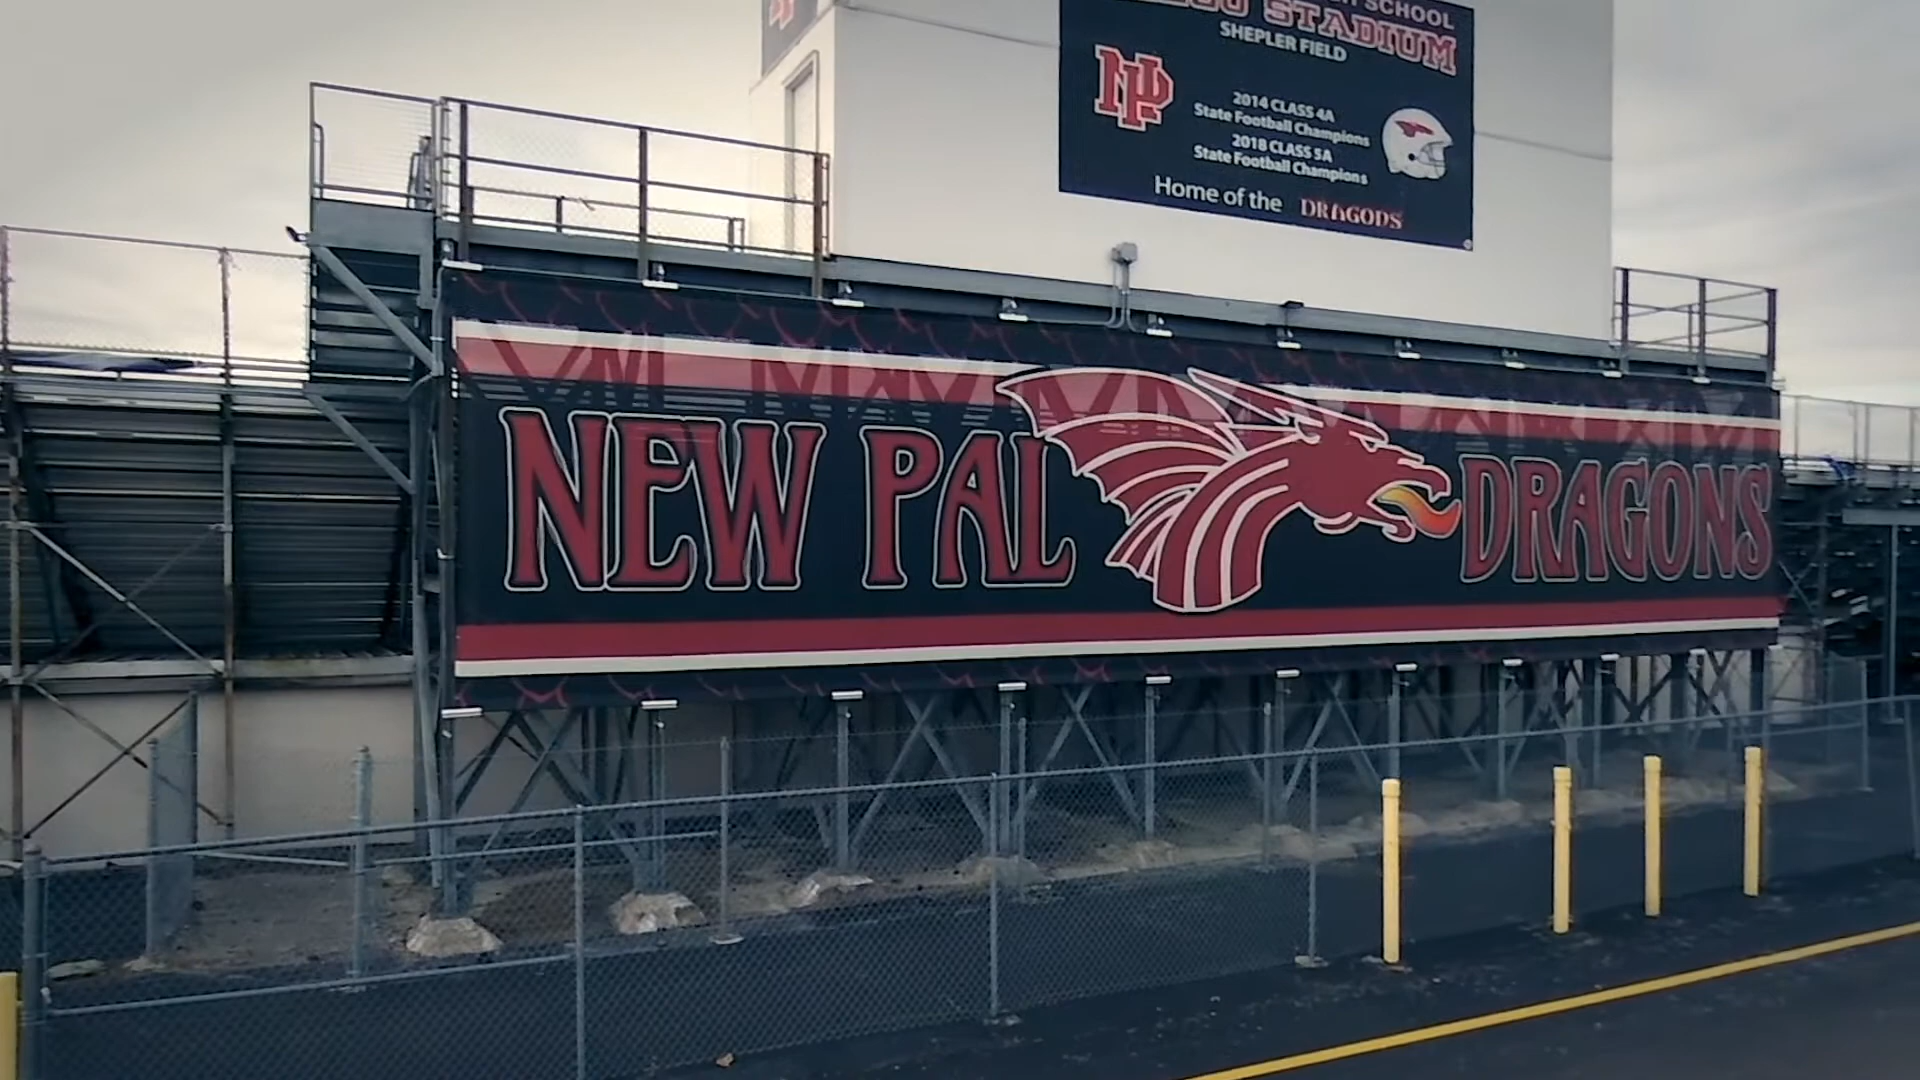 SCHOOL
STADIUM
SHEPLER FIELD
NP
2014 CLASS 4A
State Football Champions
2018 CLASS 5A
State Football Champions
Home of the DRAGODS
NEW PAL DRAGONS